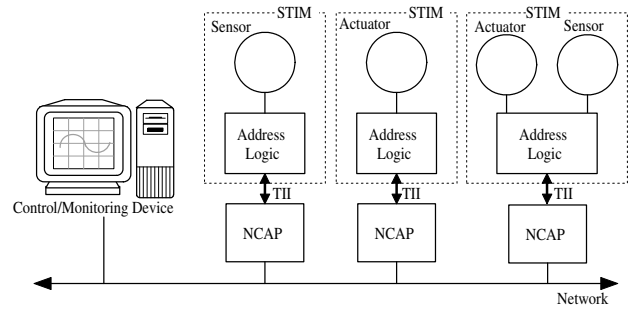 STIM
STIM
STIM
Sensor
Actuator
Actuator
Sensor
Address
Logic
Address
Logic
Address
Logic
TII
TII
TII
Control/Monitoring Device
NCAP
NCAP
NCAP
Network